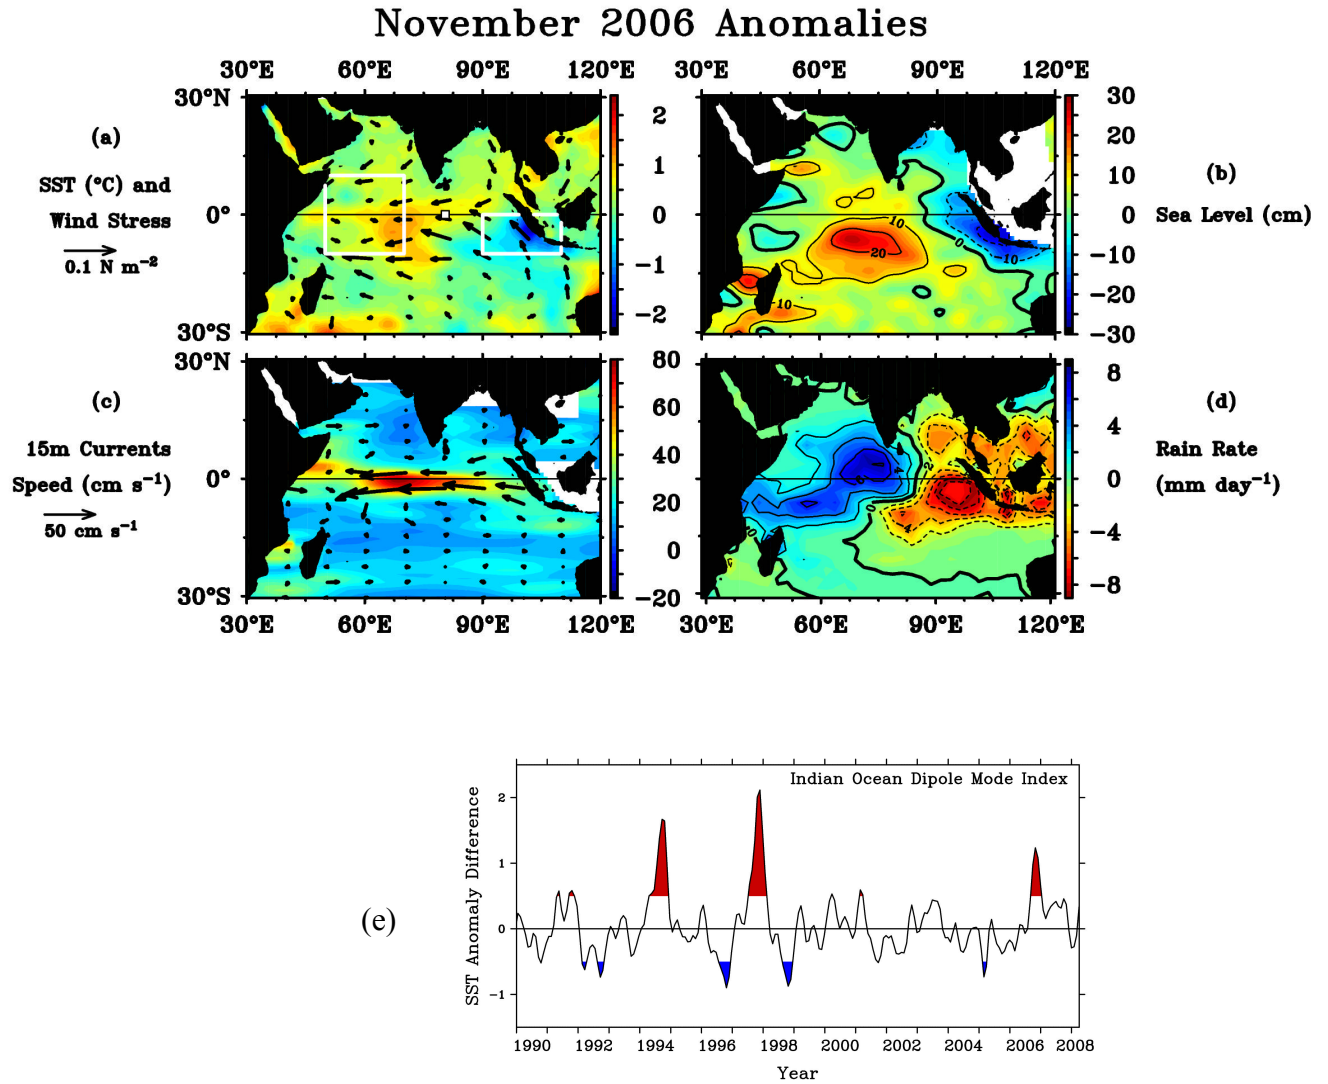 November 2006 Anomalies
30°E 60°E 90°E 120°E 30°E 60°E 90°E 120°E
30°N
0°
30°S
(a)
SST (°C) and
Wind Stress
0.1 N m⁻²
2
1
0
−1
−2
10
20
0
10
10
30
20
10
0
−10
−20
−30
(b)
Sea Level (cm)
30°N
0°
30°S
(c)
15m Currents
Speed (cm s⁻¹)
50 cm s⁻¹
80
60
40
20
0
−20
8
4
0
−4
−8
(d)
Rain Rate
(mm day⁻¹)
30°E 60°E 90°E 120°E 30°E 60°E 90°E 120°E
(e)
Indian Ocean Dipole Mode Index
SST Anomaly Difference
2
1
0
−1
1990 1992 1994 1996 1998 2000 2002 2004 2006 2008
Year